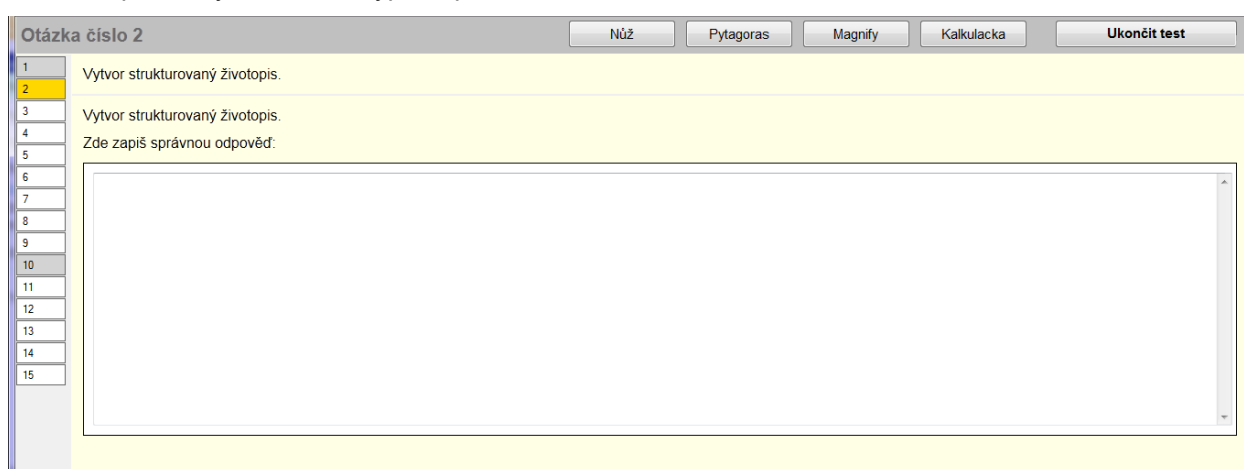 Otázka číslo 2
Nůž
Pytagoras
Magnify
Kalkulacka
Ukončit test
1
2
3
4
5
6
7
8
9
10
11
12
13
14
15
Vytvor strukturovaný životopis.
Vytvor strukturovaný životopis.
Zde zapiš správnou odpověď: